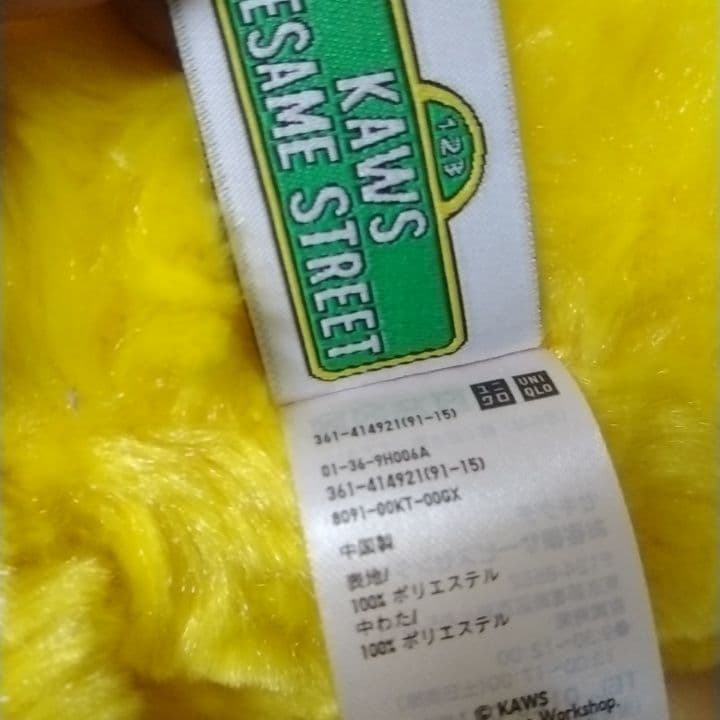 KAWS
SESAME STREET
123
ユニクロ
UNIQLO
361-414921(91-15)
01-36-9H006A
361-414921(91-15)
8091-00KT-00GX
中国製
表地/
100% ポリエステル
中わた/
100% ポリエステル
© KAWS
Workshop.